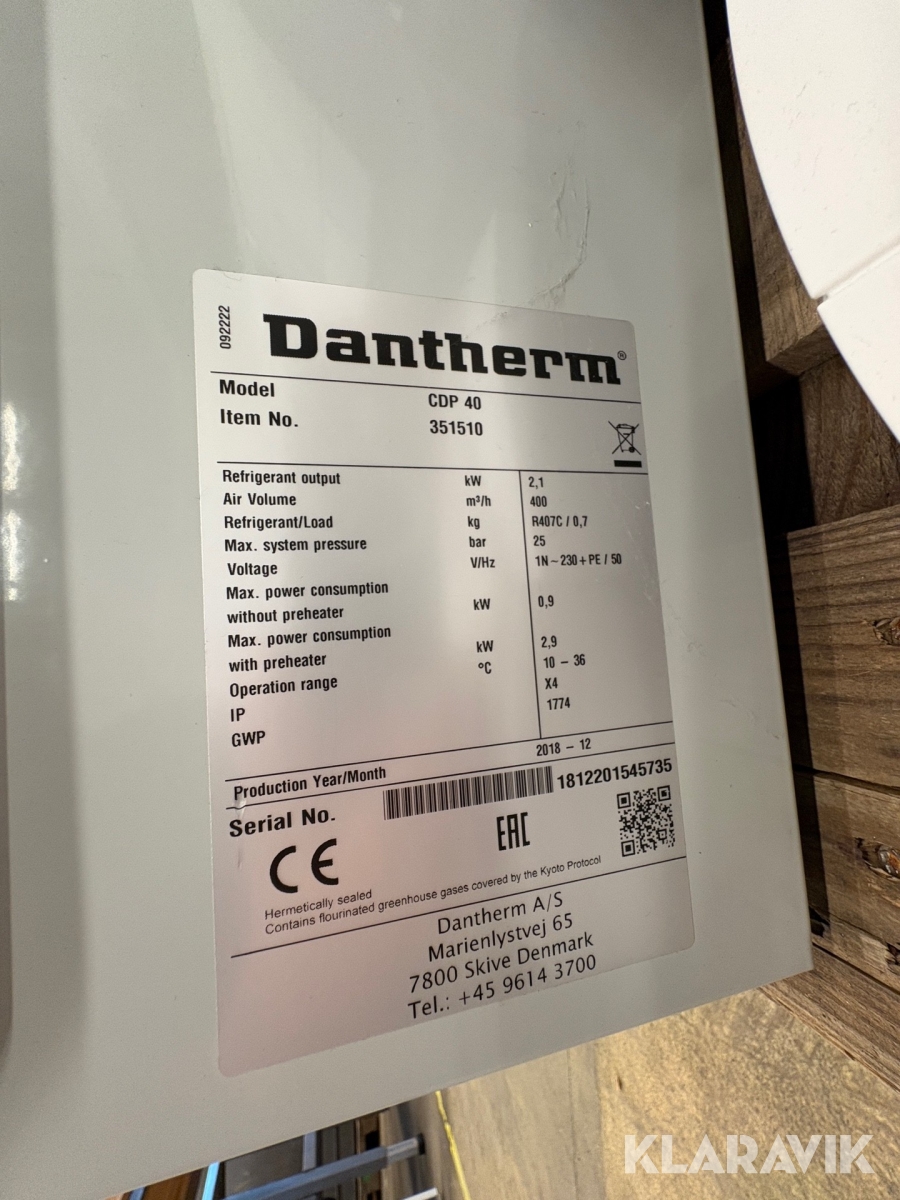 092222
Dantherm®
Model CDP 40
Item No. 351510
Refrigerant output kW 2,1
Air Volume m³/h 400
Refrigerant/Load kg R407C / 0,7
Max. system pressure bar 25
Voltage V/Hz 1N ~ 230 + PE / 50
Max. power consumption
without preheater kW 0,9
Max. power consumption
with preheater kW 2,9
Operation range °C 10 – 36
IP X4
GWP 1774
Production Year/Month 2018 – 12
Serial No. 1812201545735
CE EAC
Hermetically sealed
Contains flourinated greenhouse gases covered by the Kyoto Protocol
Dantherm A/S
Marienlystvej 65
7800 Skive Denmark
Tel.: +45 9614 3700
KLARAVIK